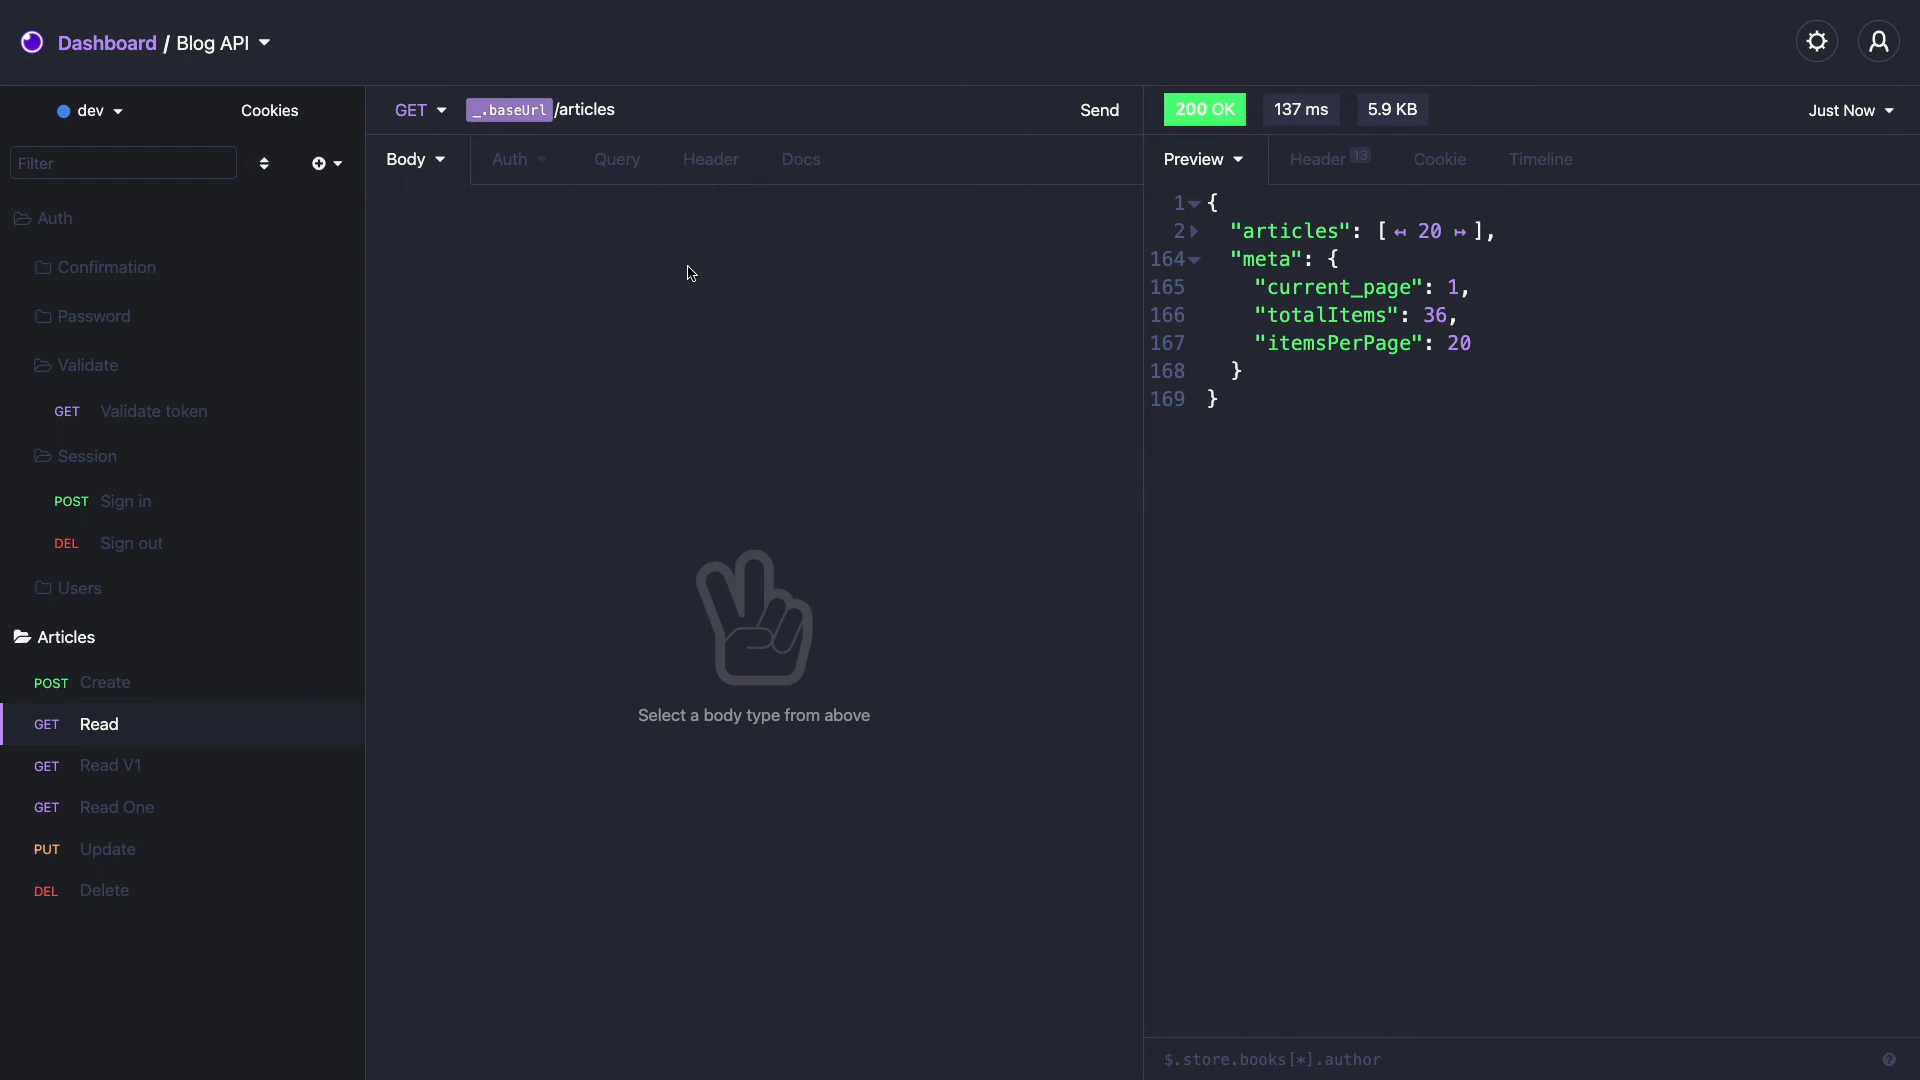 Dashboard / Blog API
dev
Cookies
Filter
Auth
Confirmation
Password
Validate
GET Validate token
Session
POST Sign in
DEL Sign out
Users
Articles
POST Create
GET Read
GET Read V1
GET Read One
PUT Update
DEL Delete
GET _.baseUrl/articles
Send
Body Auth Query Header Docs
Select a body type from above
200 OK 137 ms 5.9 KB
Just Now
Preview Header 13 Cookie Timeline
1 {
2 "articles": [↤ 20 ↦],
164 "meta": {
165 "current_page": 1,
166 "totalItems": 36,
167 "itemsPerPage": 20
168 }
169 }
$.store.books[*].author